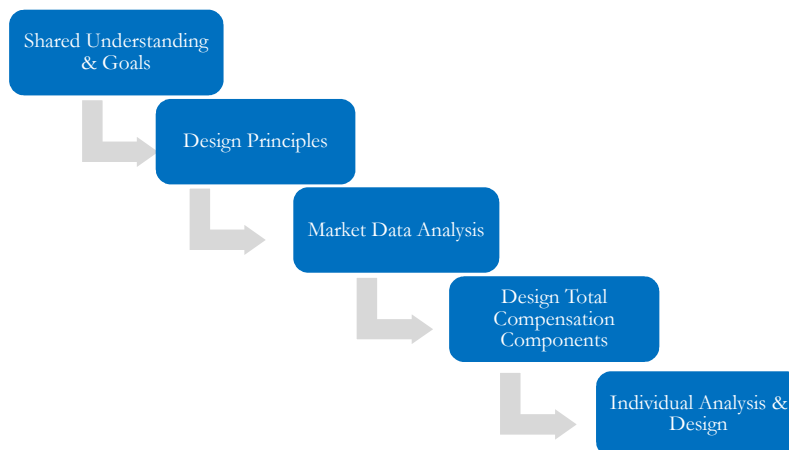 Shared Understanding
& Goals
Design Principles
Market Data Analysis
Design Total
Compensation
Components
Individual Analysis &
Design